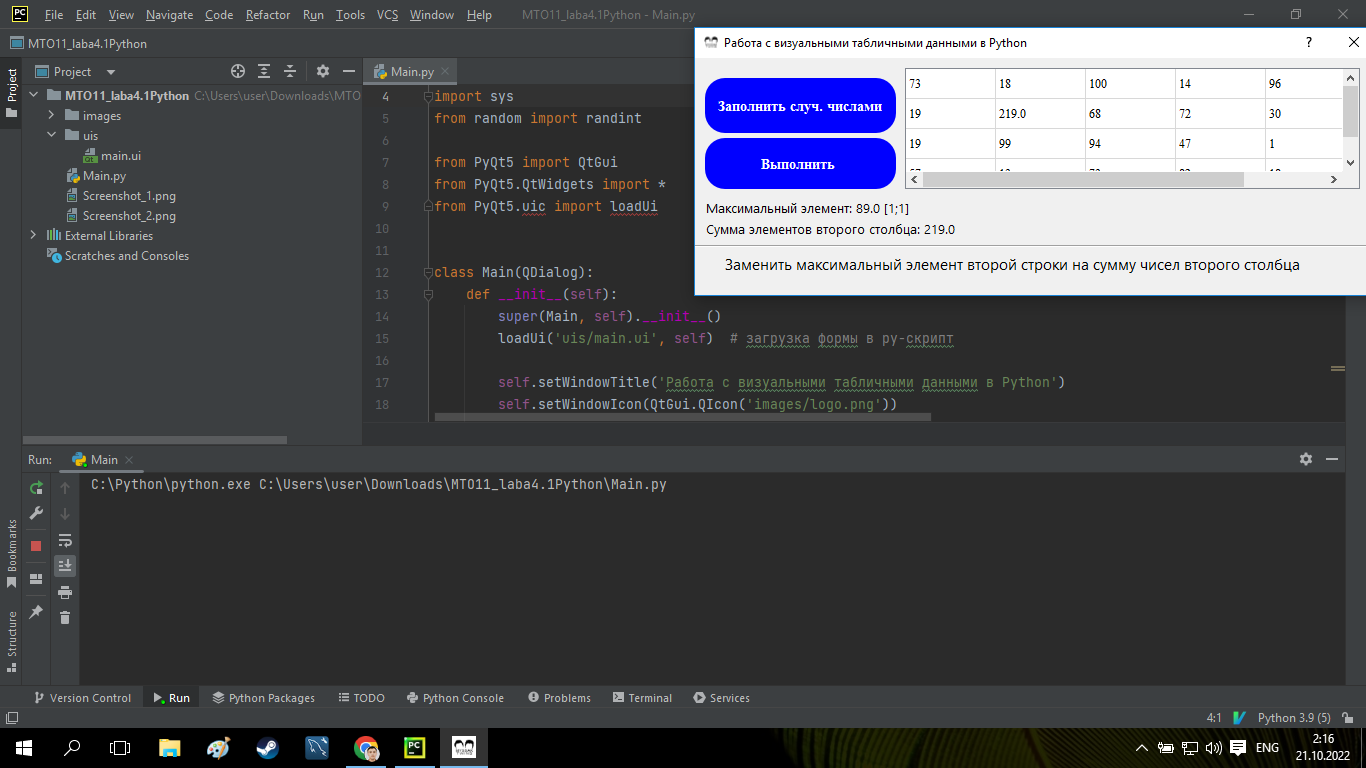 File Edit View Navigate Code Refactor Run Tools VCS Window Help MTO11_laba4.1Python - Main.py
MTO11_laba4.1Python
Project
Project
MTO11_laba4.1Python C:\Users\user\Downloads\MTO
images
uis
main.ui
Main.py
Screenshot_1.png
Screenshot_2.png
External Libraries
Scratches and Consoles
Main.py
4 import sys
5 from random import randint
6
7 from PyQt5 import QtGui
8 from PyQt5.QtWidgets import *
9 from PyQt5.uic import loadUi
10
11
12 class Main(QDialog):
13 def __init__(self):
14 super(Main, self).__init__()
15 loadUi('uis/main.ui', self) # загрузка формы в py-скрипт
16
17 self.setWindowTitle('Работа с визуальными табличными данными в Python')
18 self.setWindowIcon(QtGui.QIcon('images/logo.png'))
Работа с визуальными табличными данными в Python
Заполнить случ. числами
Выполнить
73 18 100 14 96
19 219.0 68 72 30
19 99 94 47 1
Максимальный элемент: 89.0 [1;1]
Сумма элементов второго столбца: 219.0
Заменить максимальный элемент второй строки на сумму чисел второго столбца
Run: Main
C:\Python\python.exe C:\Users\user\Downloads\MTO11_laba4.1Python\Main.py
Bookmarks
Structure
Version Control Run Python Packages TODO Python Console Problems Terminal Services
4:1 Python 3.9 (5)
ENG
2:16
21.10.2022